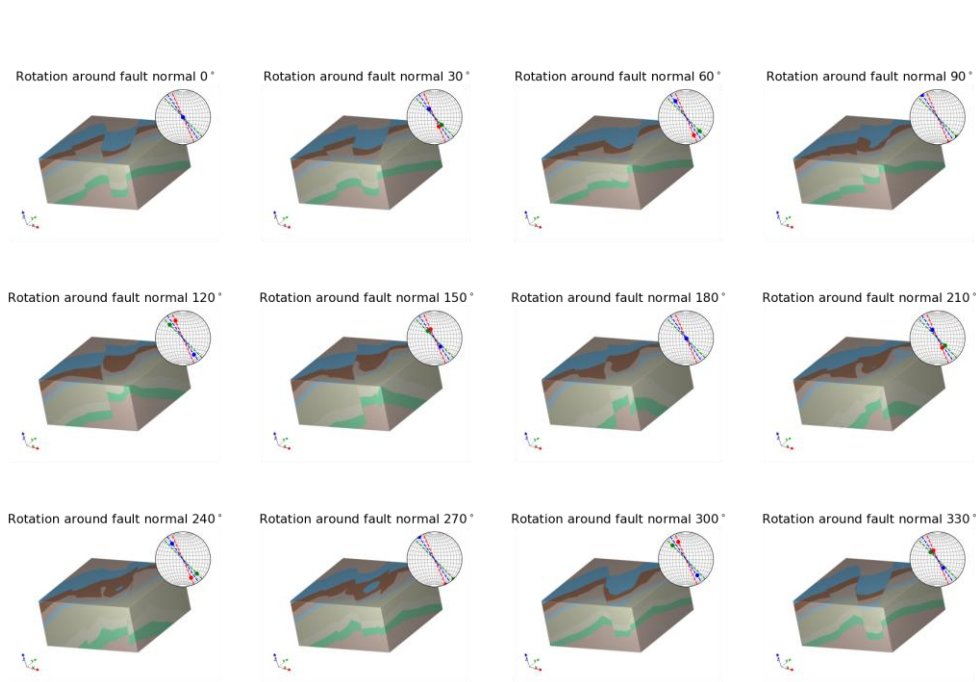 Rotation around fault normal 0°
Rotation around fault normal 30°
Rotation around fault normal 60°
Rotation around fault normal 90°
Rotation around fault normal 120°
Rotation around fault normal 150°
Rotation around fault normal 180°
Rotation around fault normal 210°
Rotation around fault normal 240°
Rotation around fault normal 270°
Rotation around fault normal 300°
Rotation around fault normal 330°